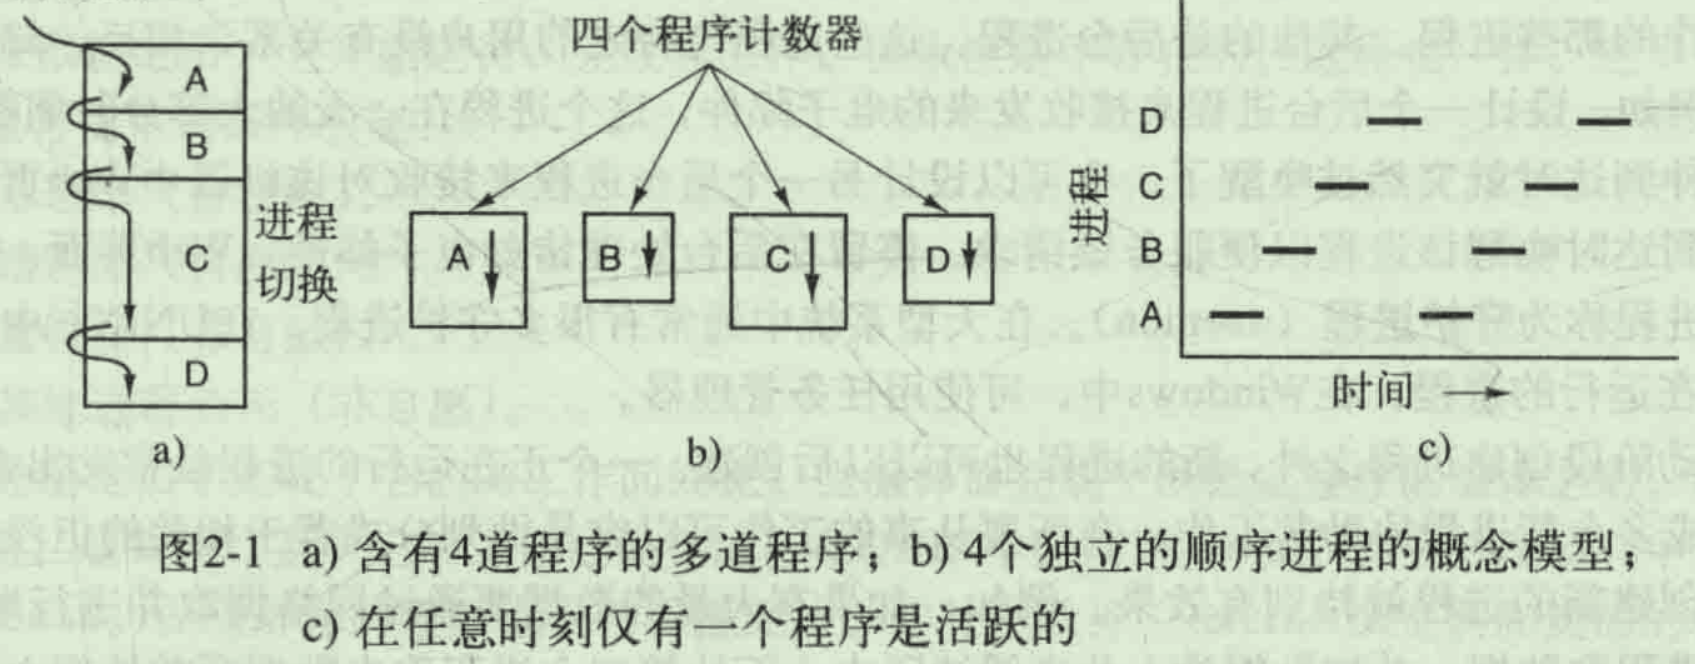 四个程序计数器
A
B
C
D
进程
切换
A
B
C
D
进程
D
C
B
A
时间
a)
b)
c)
图2-1 a) 含有4道程序的多道程序；b) 4个独立的顺序进程的概念模型；
c) 在任意时刻仅有一个程序是活跃的